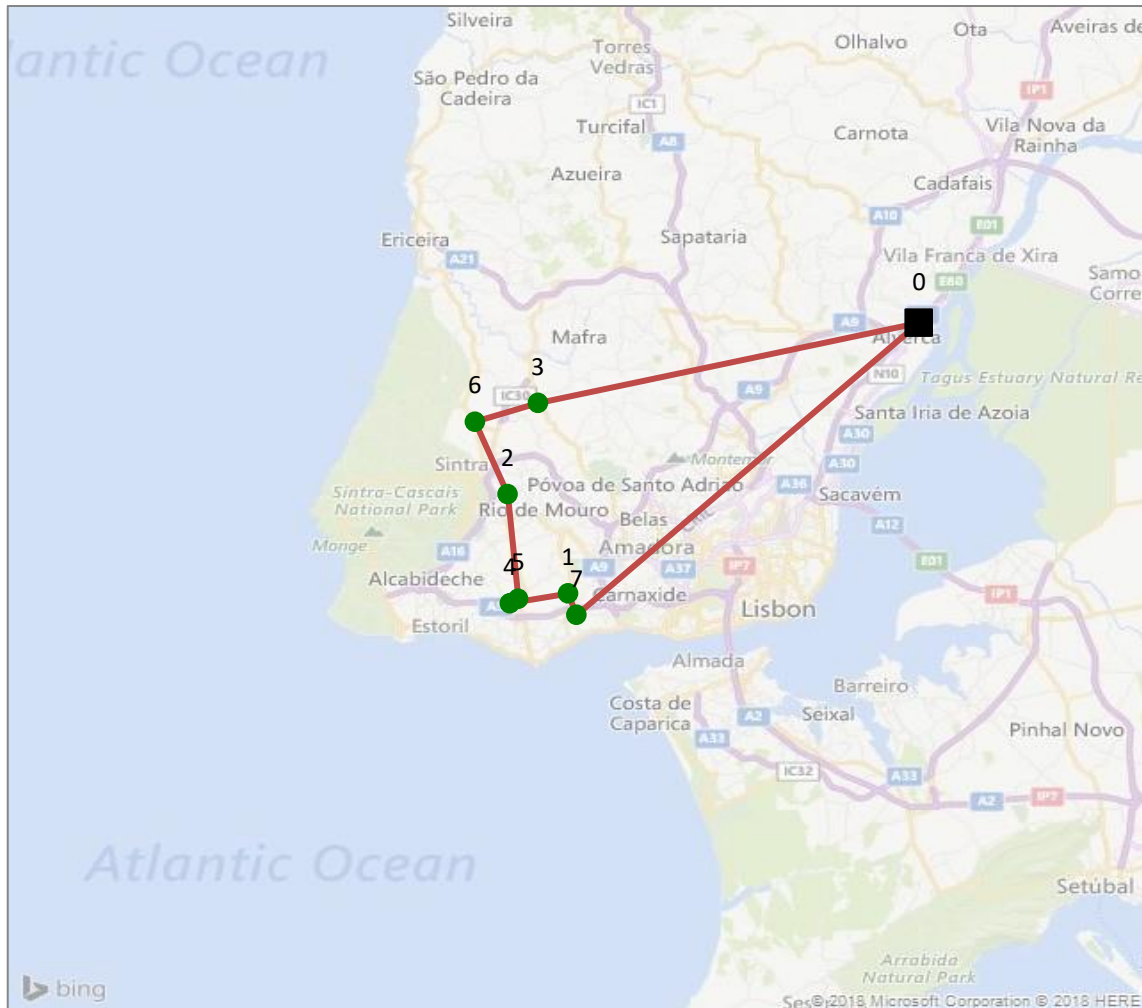 Silveira
Torres
Vedras
Olhalvo
Ota
Aveiras de
lantic Ocean
São Pedro da
Cadeira
IC1
IP1
Turcifal
A8
Carnota
Vila Nova da
Rainha
Azueira
Cadafais
A10
E01
Ericeira
Sapataria
A21
Vila Franca de Xira
E80
Samo
Corre
0
Mafra
A9
Alverca
3
6
IC30
N10
Tagus Estuary Natural Re
A9
Santa Iria de Azoia
A30
2
Sintra
Montemor
A30
Póvoa de Santo Adrião
A36
Sintra-Cascais
National Park
Rio de Mouro
Sacavém
Belas
CRIL
A12
Monge
A16
Amadora
E01
4
5
1
7
A9
A37
IP7
Alcabideche
Carnaxide
IP1
Lisbon
Estoril
Almada
Costa de
Caparica
Barreiro
A2
Seixal
A33
Pinhal Novo
IC32
A33
A2
IP7
Atlantic Ocean
Setúbal
Arrabida
Natural Park
bing
Ses
© 2018 Microsoft Corporation © 2018 HERE